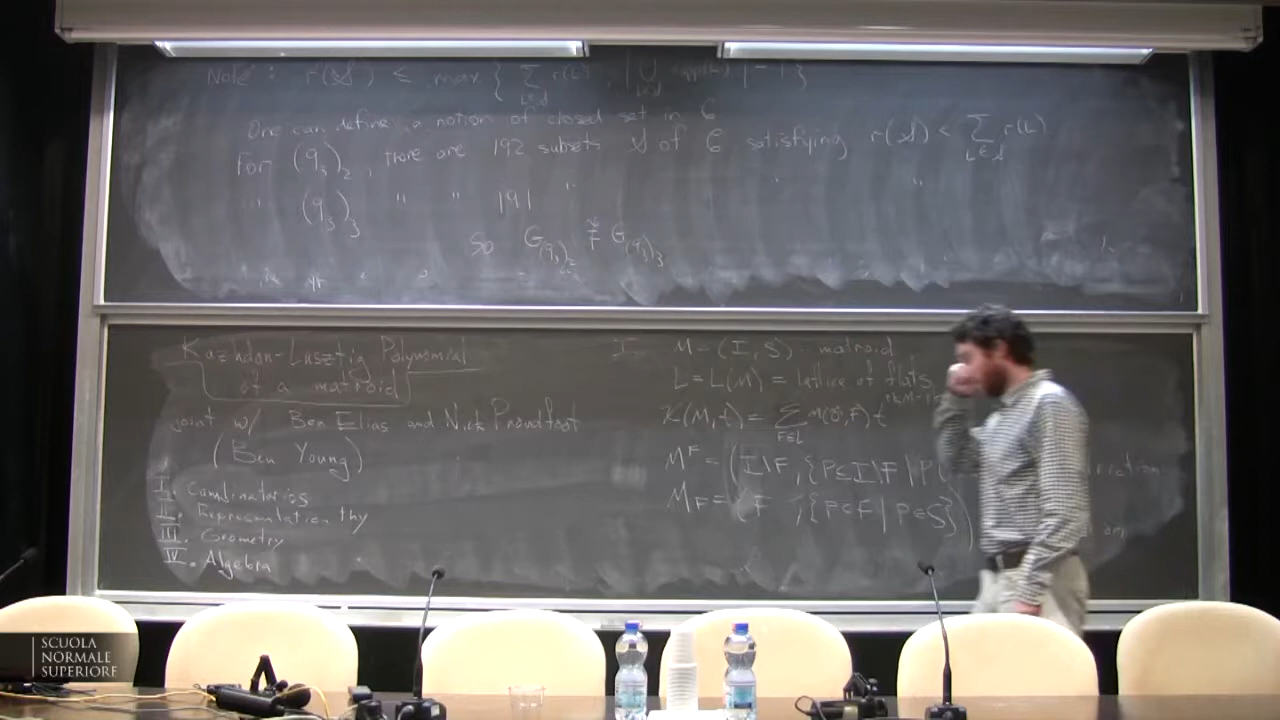 Note: r(𝒮) ≤ max { Σ_{L∈𝒮} r(L), |∪_{L∈𝒮} supp(L)| - 1 }
One can define a notion of closed set in 𝒞
For (9₃)₂, there are 192 subsets 𝒮 of 𝒞 satisfying r(𝒮) < Σ_{L∈𝒮} r(L)
" (9₃)₃ " " 191 " " "
So G_{(9₃)₂} ≇ G_{(9₃)₃}
Kazhdan-Lusztig Polynomial
of a matroid
joint w/ Ben Elias and Nick Proudfoot
(Ben Young)
I. Combinatorics
II. Representation thy
III. Geometry
IV. Algebra
I. M = (I, S) matroid
L = L(M) = lattice of flats
χ(M,t) = Σ_{F∈L} μ(∅,F) t^{rk M - r
M^F = (I\F, {P⊆I\F | P
M_F = (F, {P⊆F | P∈S})
SCUOLA
NORMALE
SUPERIORE